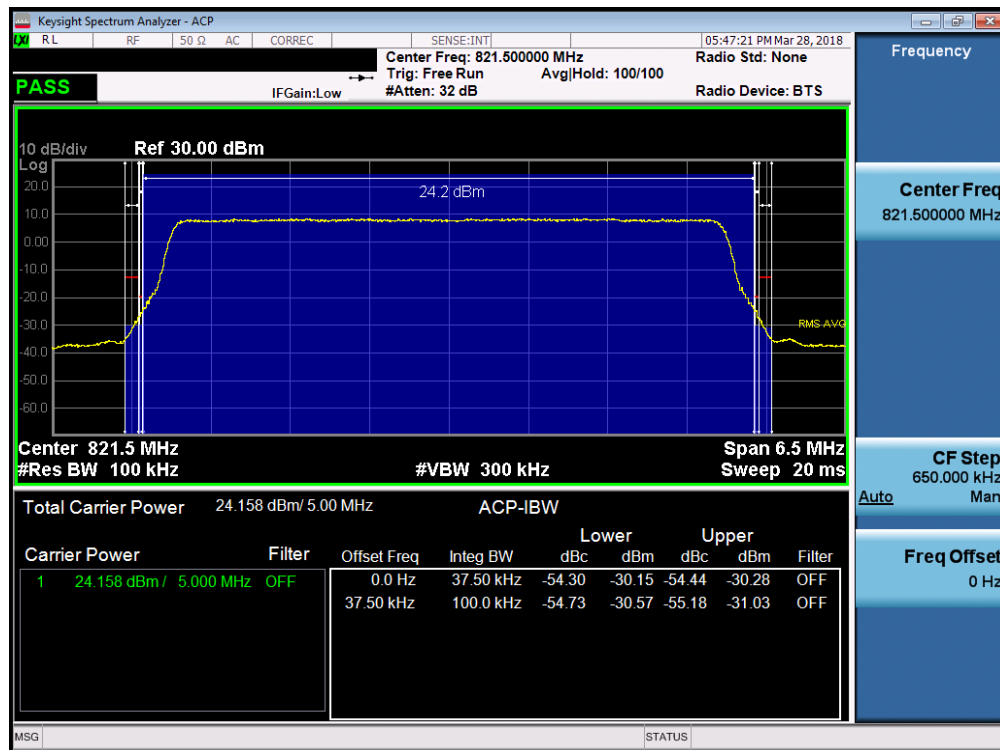 Keysight Spectrum Analyzer - ACP
LXI RL RF 50 Ω AC CORREC SENSE:INT 05:47:21 PM Mar 28, 2018
Center Freq: 821.500000 MHz Radio Std: None
Trig: Free Run Avg|Hold: 100/100
PASS IFGain:Low #Atten: 32 dB Radio Device: BTS
10 dB/div Ref 30.00 dBm
Log
20.0
24.2 dBm
10.0
0.00
-10.0
-20.0
-30.0
RMS AVG
-40.0
-50.0
-60.0
Center 821.5 MHz Span 6.5 MHz
#Res BW 100 kHz #VBW 300 kHz Sweep 20 ms
Total Carrier Power 24.158 dBm/ 5.00 MHz ACP-IBW
Lower Upper
Carrier Power Filter Offset Freq Integ BW dBc dBm dBc dBm Filter
1 24.158 dBm / 5.000 MHz OFF 0.0 Hz 37.50 kHz -54.30 -30.15 -54.44 -30.28 OFF
37.50 kHz 100.0 kHz -54.73 -30.57 -55.18 -31.03 OFF
MSG STATUS
Frequency
Center Freq
821.500000 MHz
CF Step
650.000 kHz
Auto Man
Freq Offset
0 Hz